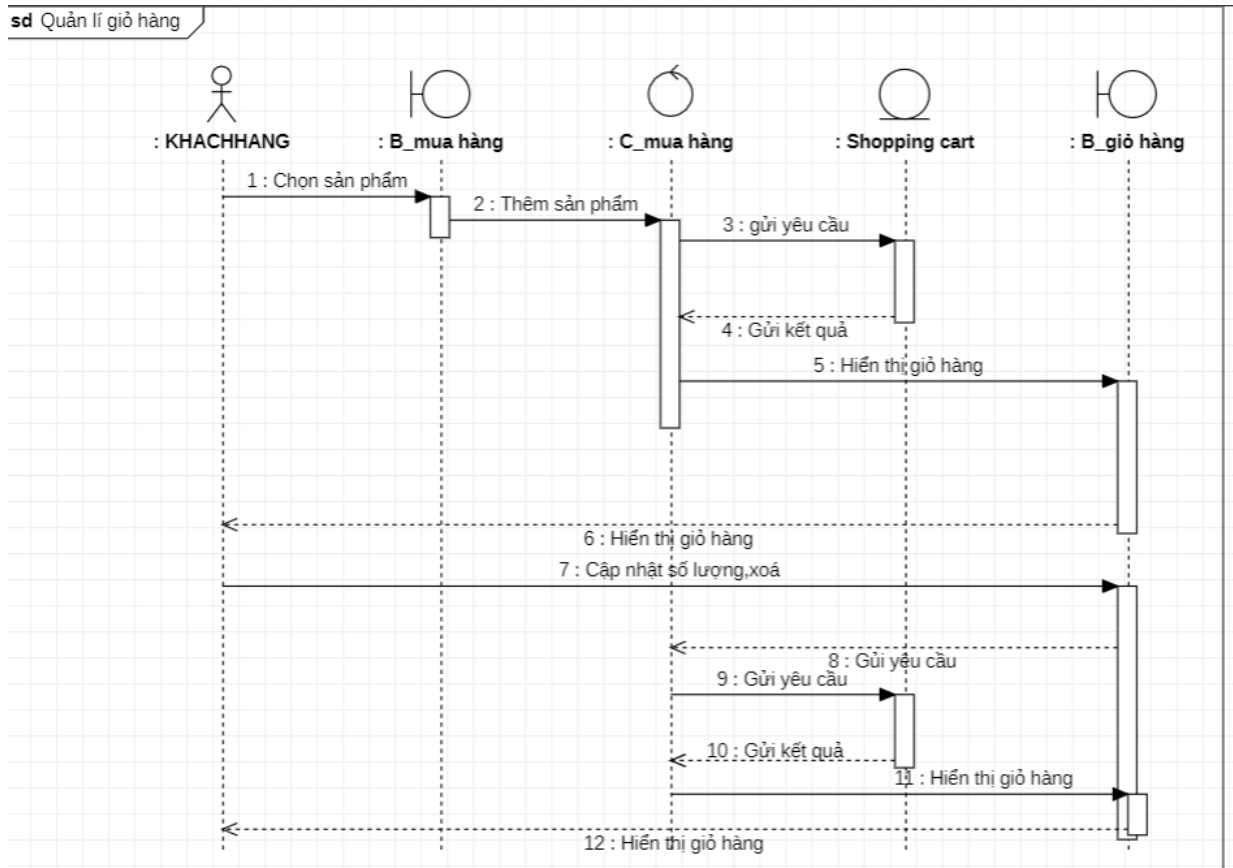 sd Quản lí giỏ hàng
: KHACHHANG
: B_mua hàng
: C_mua hàng
: Shopping cart
: B_giỏ hàng
1 : Chọn sản phẩm
2 : Thêm sản phẩm
3 : gửi yêu cầu
4 : Gửi kết quả
5 : Hiển thị giỏ hàng
6 : Hiển thị giỏ hàng
7 : Cập nhật số lượng,xoá
8 : Gủi yêu cầu
9 : Gửi yêu cầu
10 : Gửi kết quả
11 : Hiển thị giỏ hàng
12 : Hiển thị giỏ hàng